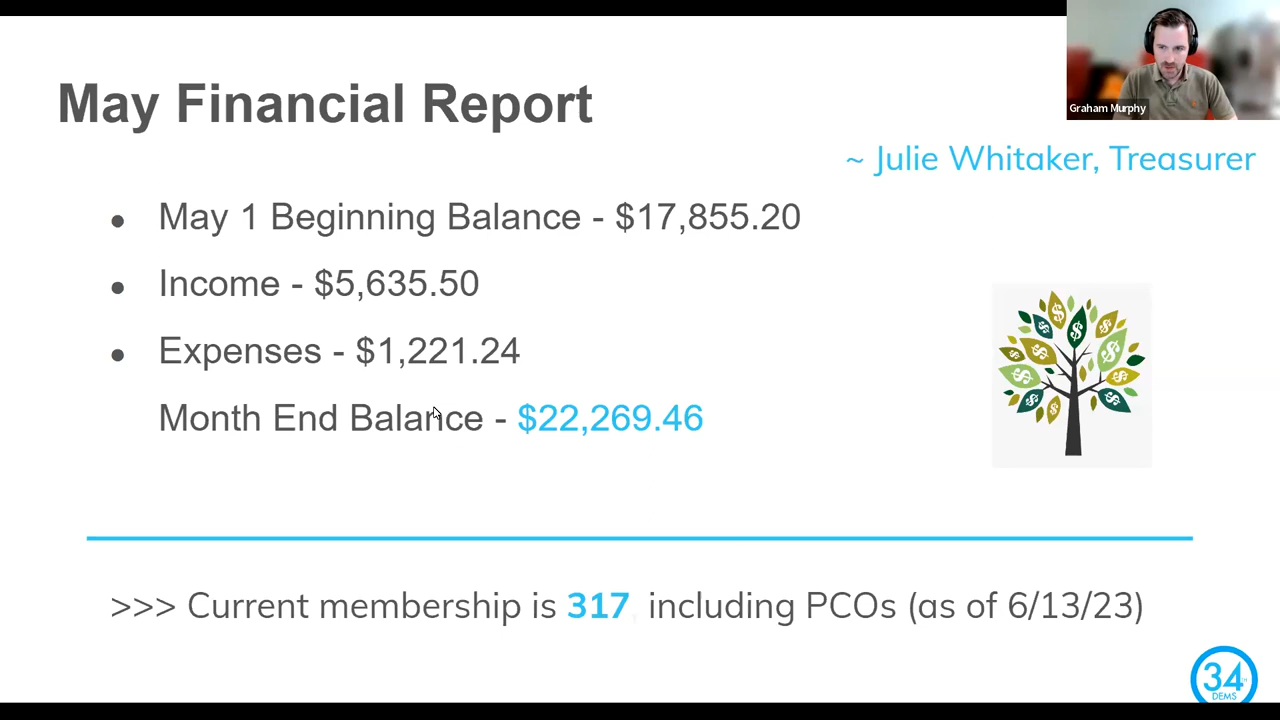 May Financial Report
Graham Murphy
~ Julie Whitaker, Treasurer
● May 1 Beginning Balance - $17,855.20
● Income - $5,635.50
● Expenses - $1,221.24
Month End Balance - $22,269.46
>>> Current membership is 317, including PCOs (as of 6/13/23)
34TH
DEMS